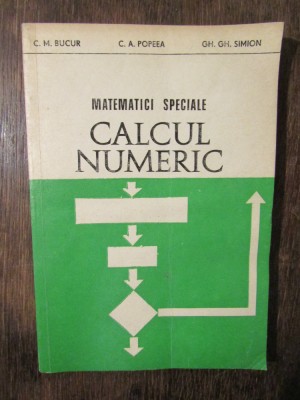 C. M. BUCUR C. A. POPEEA GH. GH. SIMION
MATEMATICI SPECIALE
CALCUL
NUMERIC